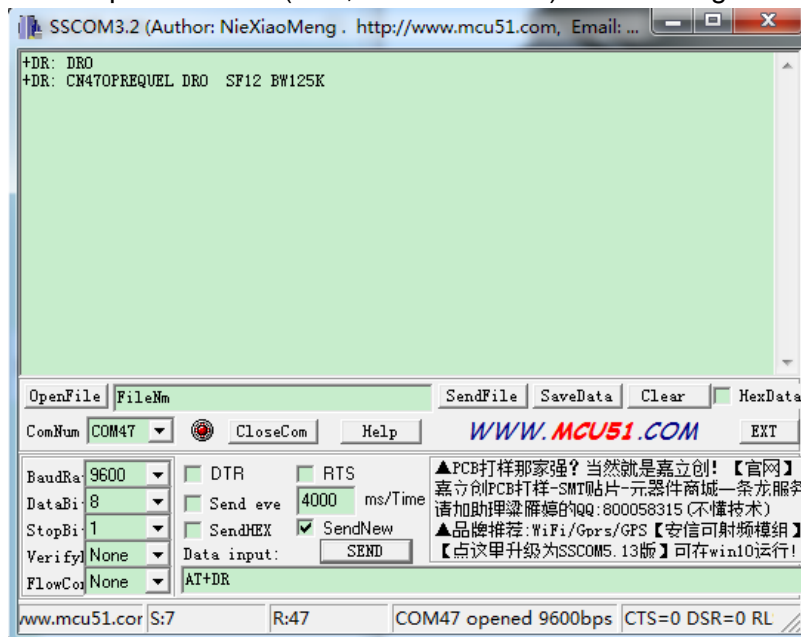 SSCOM3.2 (Author: NieXiaoMeng . http://www.mcu51.com, Email: ...
+DR: DR0
+DR: CN470PREQUEL DR0 SF12 BW125K
OpenFile FileNm SendFile SaveData Clear HexData
ComNum COM47 CloseCom Help WWW.MCU51.COM EXT
BaudRa 9600 DTR RTS
DataBi 8 Send eve 4000 ms/Time
StopBi 1 SendHEX SendNew
Verify None Data input: SEND
FlowCo None AT+DR
▲PCB打样那家强?当然就是嘉立创!【官网】
嘉立创PCB打样-SMT贴片-元器件商城—条龙服务
请加助理梁雁婷的QQ:800058315(不懂技术)
▲品牌推荐:WiFi/Gprs/GPS【安信可射频模组】
【点这里升级为SSCOM5.13版】可在win10运行!
www.mcu51.cor S:7 R:47 COM47 opened 9600bps CTS=0 DSR=0 RL